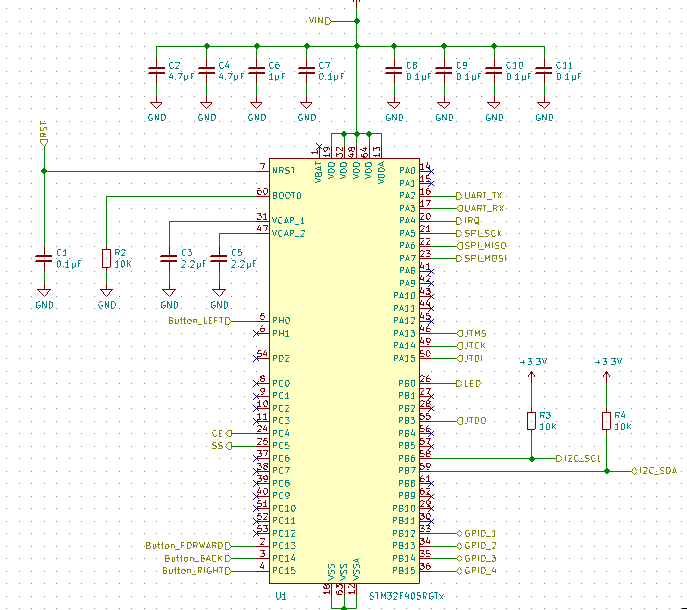 VIN
C2 4.7µF
C4 4.7µF
C6 1µF
C7 0.1µF
C8 0.1µF
C9 0.1µF
C10 0.1µF
C11 0.1µF
GND GND GND GND GND GND GND GND
1 VBAT
19 VDD
32 VDD
48 VDD
64 VDD
13 VDDA
7 NRST
60 BOOT0
31 VCAP_1
47 VCAP_2
C1 0.1µF
R2 10K
C3 2.2µF
C5 2.2µF
GND GND GND GND
Button_LEFT 5 PH0
6 PH1
54 PD2
8 PC0
9 PC1
10 PC2
11 PC3
CE 24 PC4
SS 25 PC5
37 PC6
38 PC7
39 PC8
40 PC9
51 PC10
52 PC11
53 PC12
Button_FORWARD 2 PC13
Button_BACK 3 PC14
Button_RIGHT 4 PC15
PA0 14
PA1 15
PA2 16 UART_TX
PA3 17 UART_RX
PA4 20 IRQ
PA5 21 SPI_SCK
PA6 22 SPI_MISO
PA7 23 SPI_MOSI
PA8 41
PA9 42
PA10 43
PA11 44
PA12 45
PA13 46 JTMS
PA14 49 JTCK
PA15 50 JTDI
PB0 26 LED
PB1 27
PB2 28
PB3 55 JTDO
PB4 56
PB5 57
PB6 58 I2C_SCL
PB7 59 I2C_SDA
PB8 61
PB9 62
PB10 29
PB11 30
PB12 33 GPIO_1
PB13 34 GPIO_2
PB14 35 GPIO_3
PB15 36 GPIO_4
+3.3V +3.3V
R3 10K
R4 10K
VSS 18
VSS 63
VSSA 12
U1
STM32F405RGTx